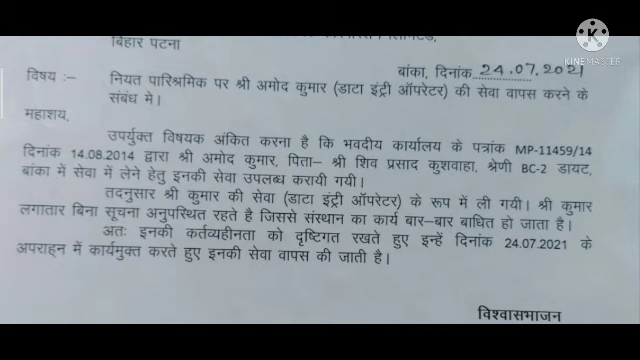 बिहार पटना
बांका, दिनांक 24.07.2021
विषय :– नियत पारिश्रमिक पर श्री अमोद कुमार (डाटा इंट्री ऑपरेटर) की सेवा वापस करने के
संबंध मे।
महाशय,
उपर्युक्त विषयक अंकित करना है कि भवदीय कार्यालय के पत्रांक MP-11459/14
दिनांक 14.08.2014 द्वारा श्री अमोद कुमार, पिता– श्री शिव प्रसाद कुशवाहा, श्रेणी BC-2 डायट,
बांका में सेवा में लेने हेतु इनकी सेवा उपलब्ध करायी गयी।
तदनुसार श्री कुमार की सेवा (डाटा इंट्री ऑपरेटर) के रूप में ली गयी। श्री कुमार
लगातार बिना सूचना अनुपस्थित रहते है जिससे संस्थान का कार्य बार–बार बाधित हो जाता है।
अतः इनकी कर्तव्यहीनता को दृष्टिगत रखते हुए इन्हें दिनांक 24.07.2021 के
अपराह्न में कार्यमुक्त करते हुए इनकी सेवा वापस की जाती है।
विश्वासभाजन
KINEMASTER